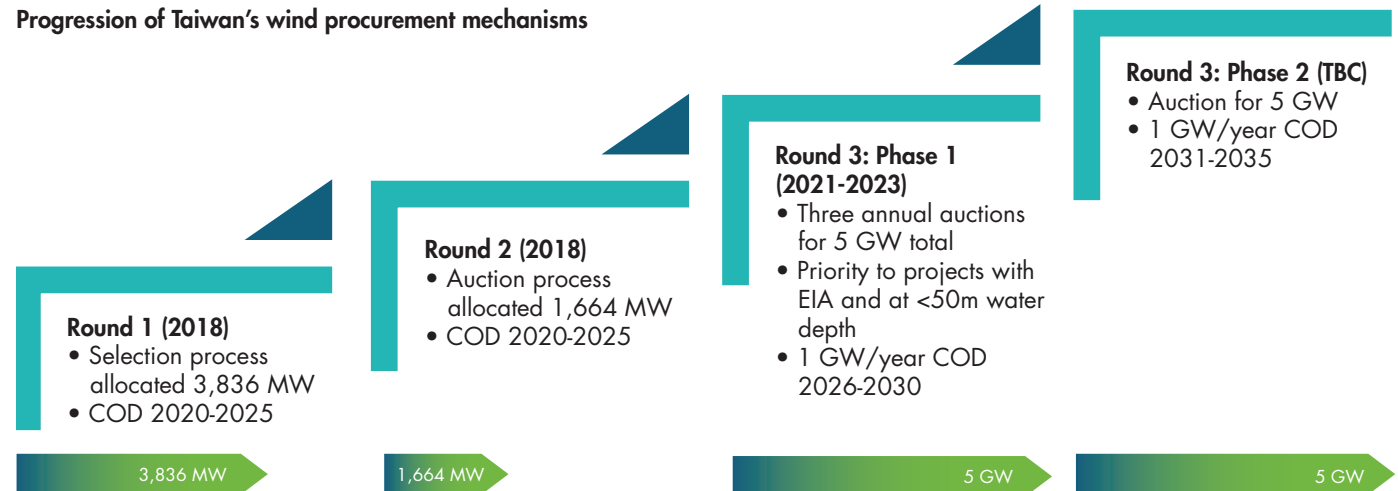 Progression of Taiwan’s wind procurement mechanisms
Round 1 (2018)
• Selection process
allocated 3,836 MW
• COD 2020-2025
Round 2 (2018)
• Auction process
allocated 1,664 MW
• COD 2020-2025
Round 3: Phase 1
(2021-2023)
• Three annual auctions
for 5 GW total
• Priority to projects with
EIA and at <50m water
depth
• 1 GW/year COD
2026-2030
Round 3: Phase 2 (TBC)
• Auction for 5 GW
• 1 GW/year COD
2031-2035
3,836 MW
1,664 MW
5 GW
5 GW